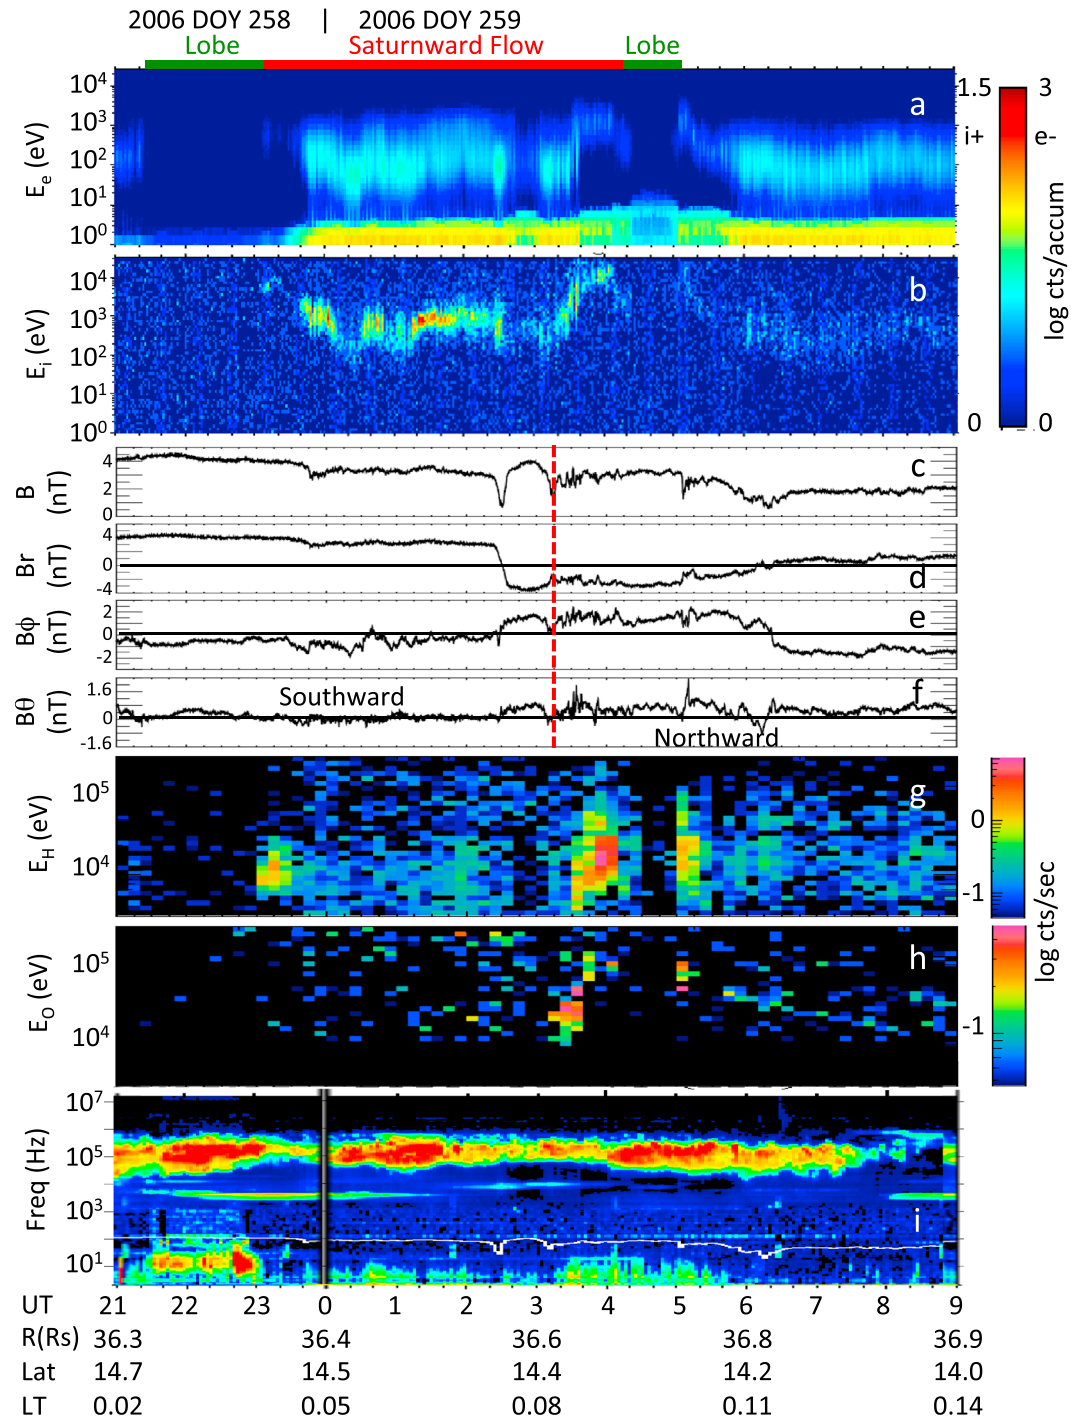 2006 DOY 258 | 2006 DOY 259
Lobe Saturnward Flow Lobe
10⁴
10³
10²
10¹
10⁰
Eₑ (eV)
a
1.5 3
i+ e-
0 0
log cts/accum
10⁴
10³
10²
10¹
10⁰
Eᵢ (eV)
b
4
2
0
B
(nT)
c
4
0
-4
Br
(nT)
d
2
0
-2
Bϕ
(nT)
e
1.6
0
-1.6
Bθ
(nT)
f
Southward
Northward
10⁵
10⁴
E_H (eV)
g
0
-1
10⁵
10⁴
E_O (eV)
h
-1
log cts/sec
10⁷
10⁵
10³
10¹
Freq (Hz)
i
UT 21 22 23 0 1 2 3 4 5 6 7 8 9
R(Rs) 36.3 36.4 36.6 36.8 36.9
Lat 14.7 14.5 14.4 14.2 14.0
LT 0.02 0.05 0.08 0.11 0.14